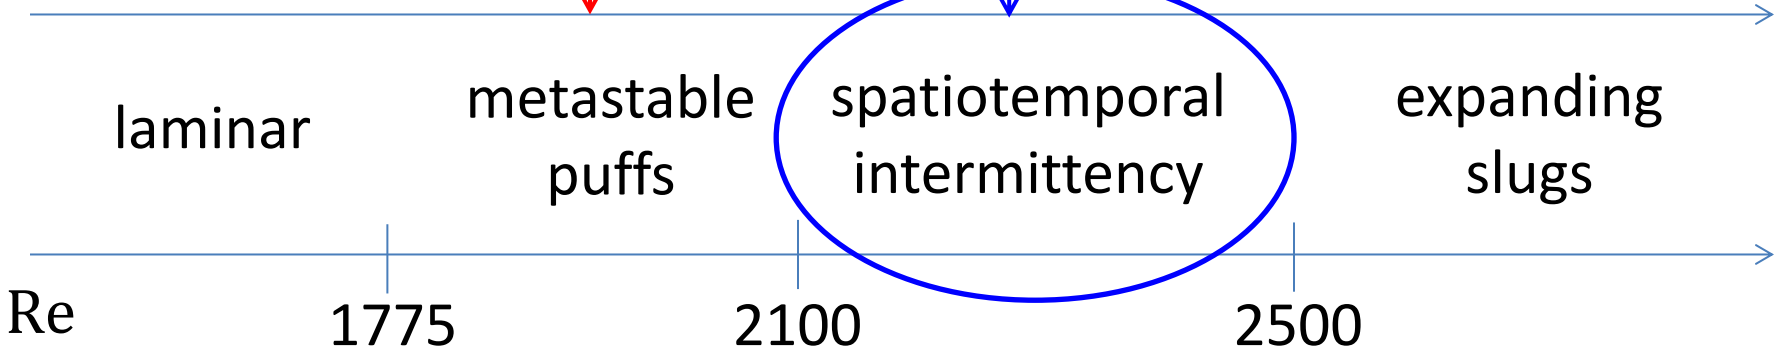 laminar
metastable
puffs
spatiotemporal
intermittency
expanding
slugs
Re
1775
2100
2500